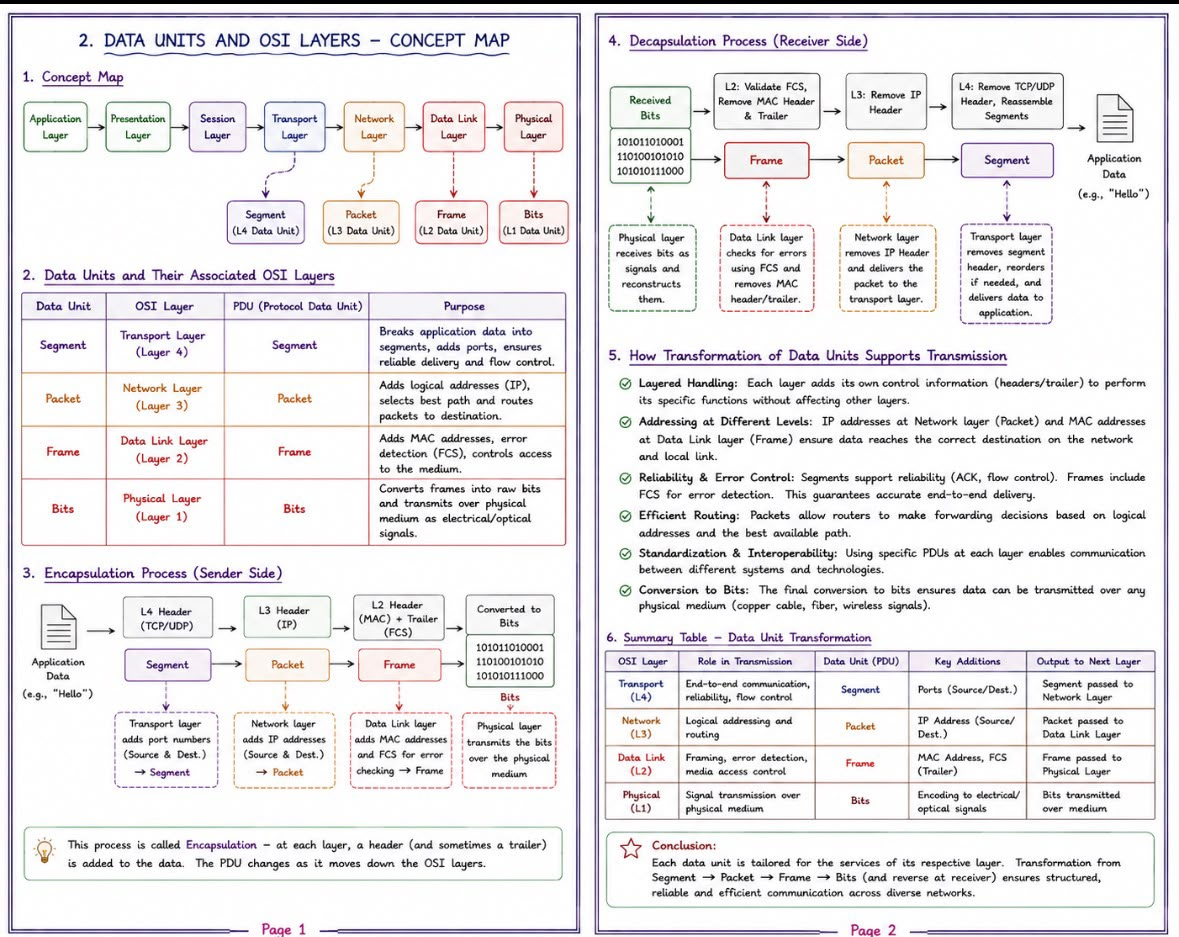 2. DATA UNITS AND OSI LAYERS – CONCEPT MAP
1. Concept Map
Application
Layer
Presentation
Layer
Session
Layer
Transport
Layer
Network
Layer
Data Link
Layer
Physical
Layer
Segment
(L4 Data Unit)
Packet
(L3 Data Unit)
Frame
(L2 Data Unit)
Bits
(L1 Data Unit)
2. Data Units and Their Associated OSI Layers
Data Unit
OSI Layer
PDU (Protocol Data Unit)
Purpose
Segment
Transport Layer
(Layer 4)
Segment
Breaks application data into
segments, adds ports, ensures
reliable delivery and flow control.
Packet
Network Layer
(Layer 3)
Packet
Adds logical addresses (IP),
selects best path and routes
packets to destination.
Frame
Data Link Layer
(Layer 2)
Frame
Adds MAC addresses, error
detection (FCS), controls access
to the medium.
Bits
Physical Layer
(Layer 1)
Bits
Converts frames into raw bits
and transmits over physical
medium as electrical/optical
signals.
3. Encapsulation Process (Sender Side)
Application
Data
(e.g., "Hello")
L4 Header
(TCP/UDP)
L3 Header
(IP)
L2 Header
(MAC) + Trailer
(FCS)
Converted to
Bits
Segment
Packet
Frame
101011010001
110100101010
101010111000
Bits
Transport layer
adds port numbers
(Source & Dest.)
→ Segment
Network layer
adds IP addresses
(Source & Dest.)
→ Packet
Data Link layer
adds MAC addresses
and FCS for error
checking → Frame
Physical layer
transmits the bits
over the physical
medium
This process is called Encapsulation – at each layer, a header (and sometimes a trailer)
is added to the data. The PDU changes as it moves down the OSI layers.
Page 1
4. Decapsulation Process (Receiver Side)
Received
Bits
101011010001
110100101010
101010111000
L2: Validate FCS,
Remove MAC Header
& Trailer
L3: Remove IP
Header
L4: Remove TCP/UDP
Header, Reassemble
Segments
Frame
Packet
Segment
Application
Data
(e.g., "Hello")
Physical layer
receives bits as
signals and
reconstructs
them.
Data Link layer
checks for errors
using FCS and
removes MAC
header/trailer.
Network layer
removes IP Header
and delivers the
packet to the
transport layer.
Transport layer
removes segment
header, reorders
if needed, and
delivers data to
application.
5. How Transformation of Data Units Supports Transmission
Layered Handling: Each layer adds its own control information (headers/trailer) to perform
its specific functions without affecting other layers.
Addressing at Different Levels: IP addresses at Network layer (Packet) and MAC addresses
at Data Link layer (Frame) ensure data reaches the correct destination on the network
and local link.
Reliability & Error Control: Segments support reliability (ACK, flow control). Frames include
FCS for error detection. This guarantees accurate end-to-end delivery.
Efficient Routing: Packets allow routers to make forwarding decisions based on logical
addresses and the best available path.
Standardization & Interoperability: Using specific PDUs at each layer enables communication
between different systems and technologies.
Conversion to Bits: The final conversion to bits ensures data can be transmitted over any
physical medium (copper cable, fiber, wireless signals).
6. Summary Table – Data Unit Transformation
OSI Layer
Role in Transmission
Data Unit (PDU)
Key Additions
Output to Next Layer
Transport
(L4)
End-to-end communication,
reliability, flow control
Segment
Ports (Source/Dest.)
Segment passed to
Network Layer
Network
(L3)
Logical addressing and
routing
Packet
IP Address (Source/
Dest.)
Packet passed to
Data Link Layer
Data Link
(L2)
Framing, error detection,
media access control
Frame
MAC Address, FCS
(Trailer)
Frame passed to
Physical Layer
Physical
(L1)
Signal transmission over
physical medium
Bits
Encoding to electrical/
optical signals
Bits transmitted
over medium
Conclusion:
Each data unit is tailored for the services of its respective layer. Transformation from
Segment → Packet → Frame → Bits (and reverse at receiver) ensures structured,
reliable and efficient communication across diverse networks.
Page 2